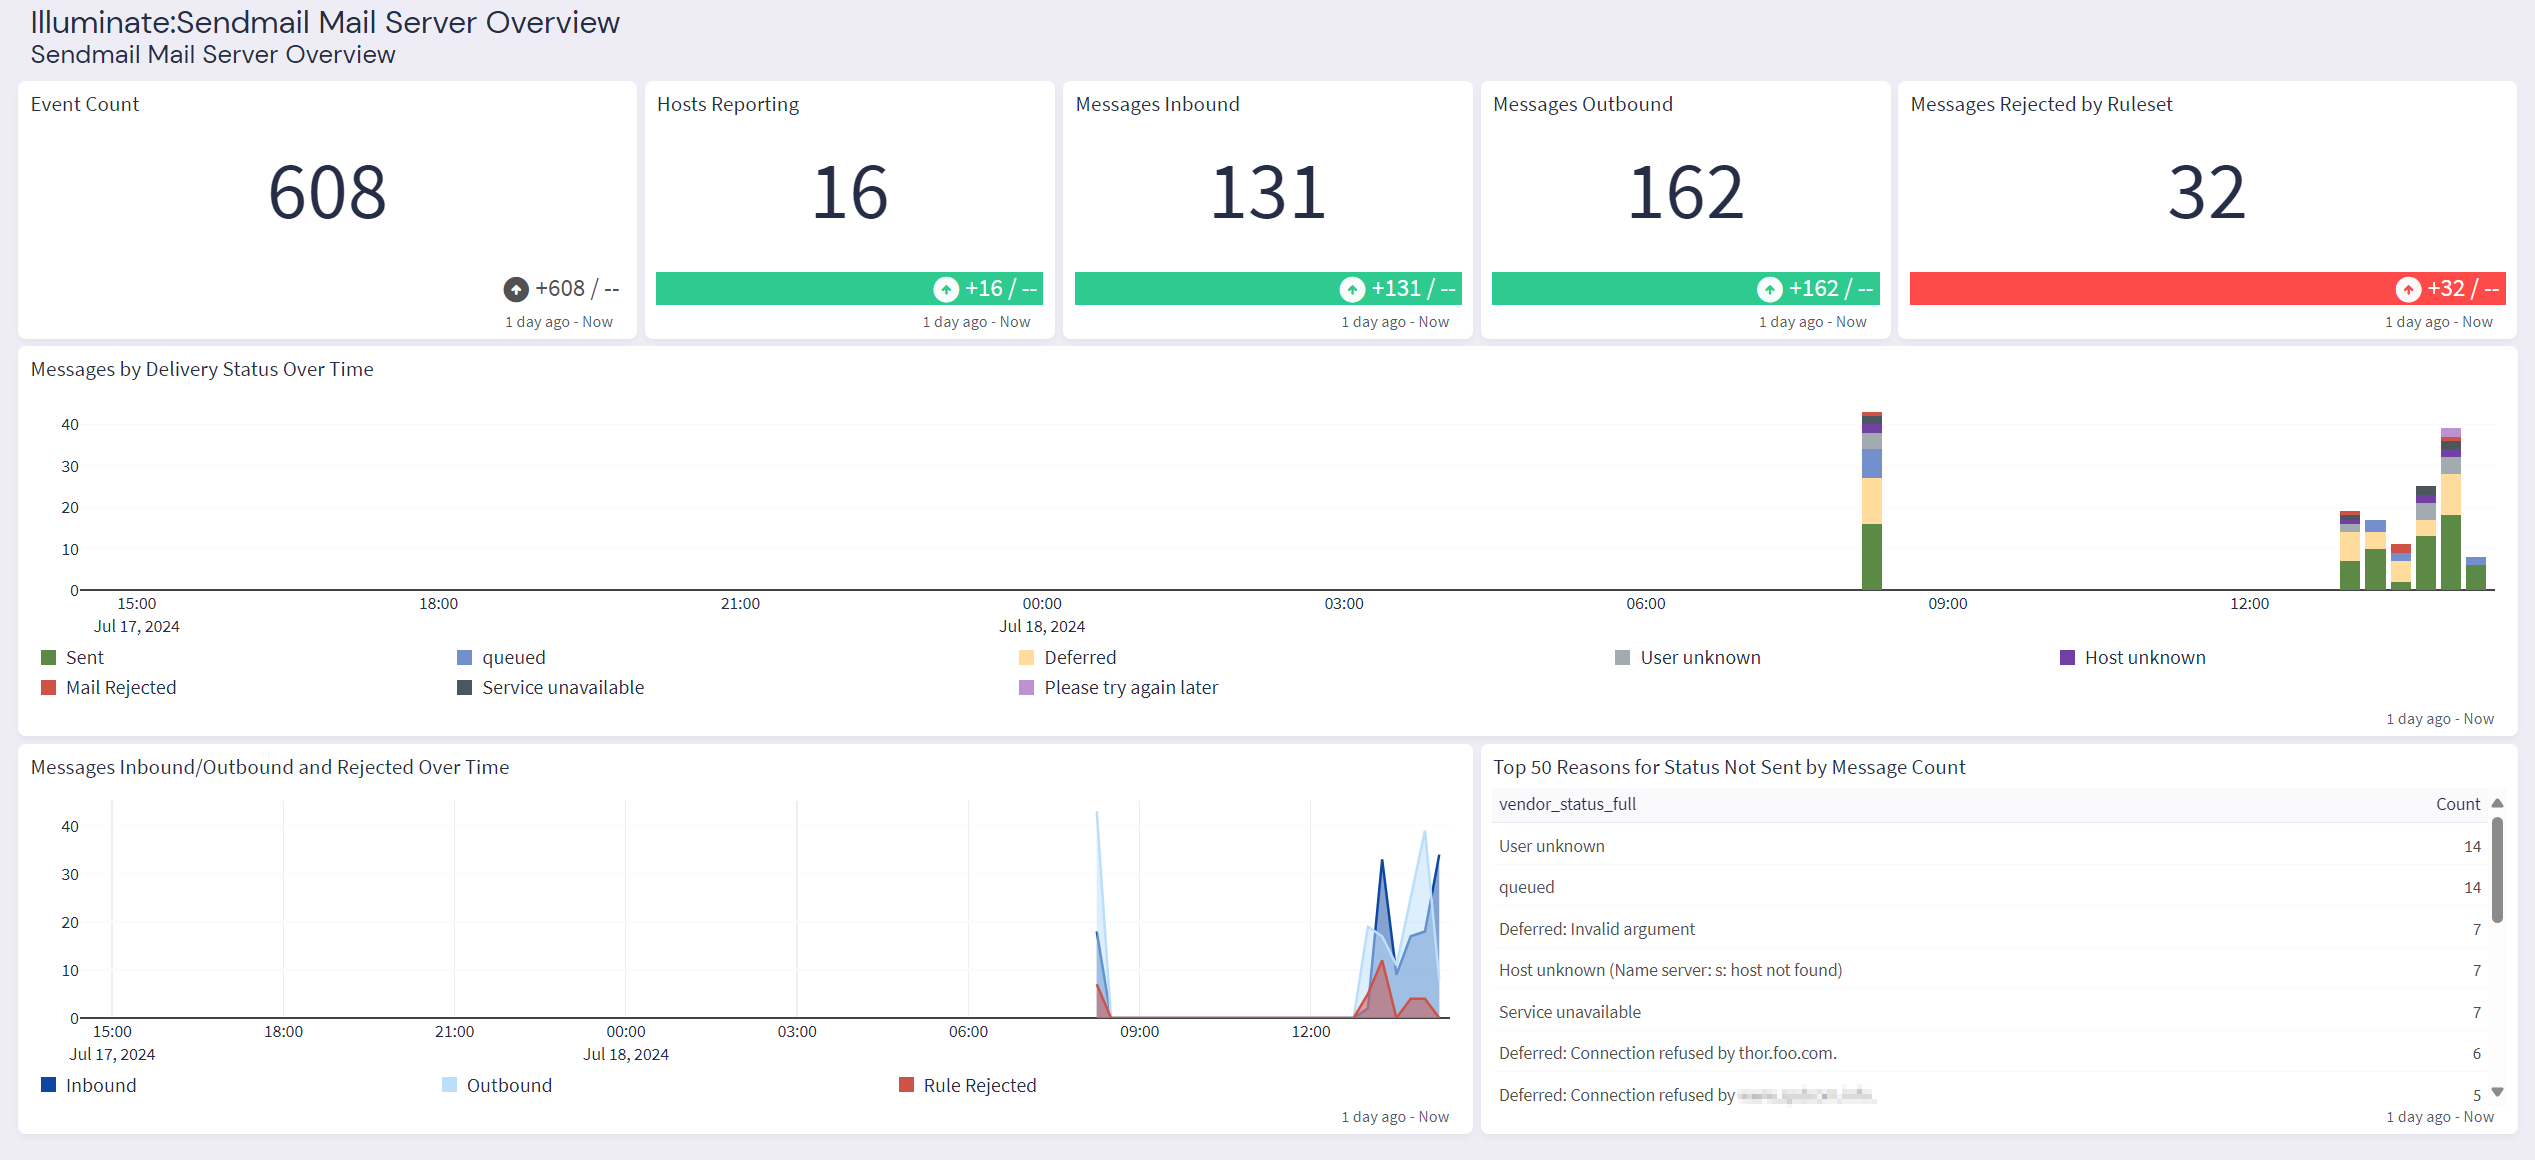 Illuminate:Sendmail Mail Server Overview
Sendmail Mail Server Overview
Event Count
608
+608 / --
1 day ago - Now
Hosts Reporting
16
+16 / --
1 day ago - Now
Messages Inbound
131
+131 / --
1 day ago - Now
Messages Outbound
162
+162 / --
1 day ago - Now
Messages Rejected by Ruleset
32
+32 / --
1 day ago - Now
Messages by Delivery Status Over Time
40
30
20
10
0
15:00 18:00 21:00 00:00 03:00 06:00 09:00 12:00
Jul 17, 2024 Jul 18, 2024
Sent queued Deferred User unknown Host unknown
Mail Rejected Service unavailable Please try again later
1 day ago - Now
Messages Inbound/Outbound and Rejected Over Time
40
30
20
10
0
15:00 18:00 21:00 00:00 03:00 06:00 09:00 12:00
Jul 17, 2024 Jul 18, 2024
Inbound Outbound Rule Rejected
1 day ago - Now
Top 50 Reasons for Status Not Sent by Message Count
vendor_status_full Count
User unknown 14
queued 14
Deferred: Invalid argument 7
Host unknown (Name server: s: host not found) 7
Service unavailable 7
Deferred: Connection refused by thor.foo.com. 6
Deferred: Connection refused by 5
1 day ago - Now